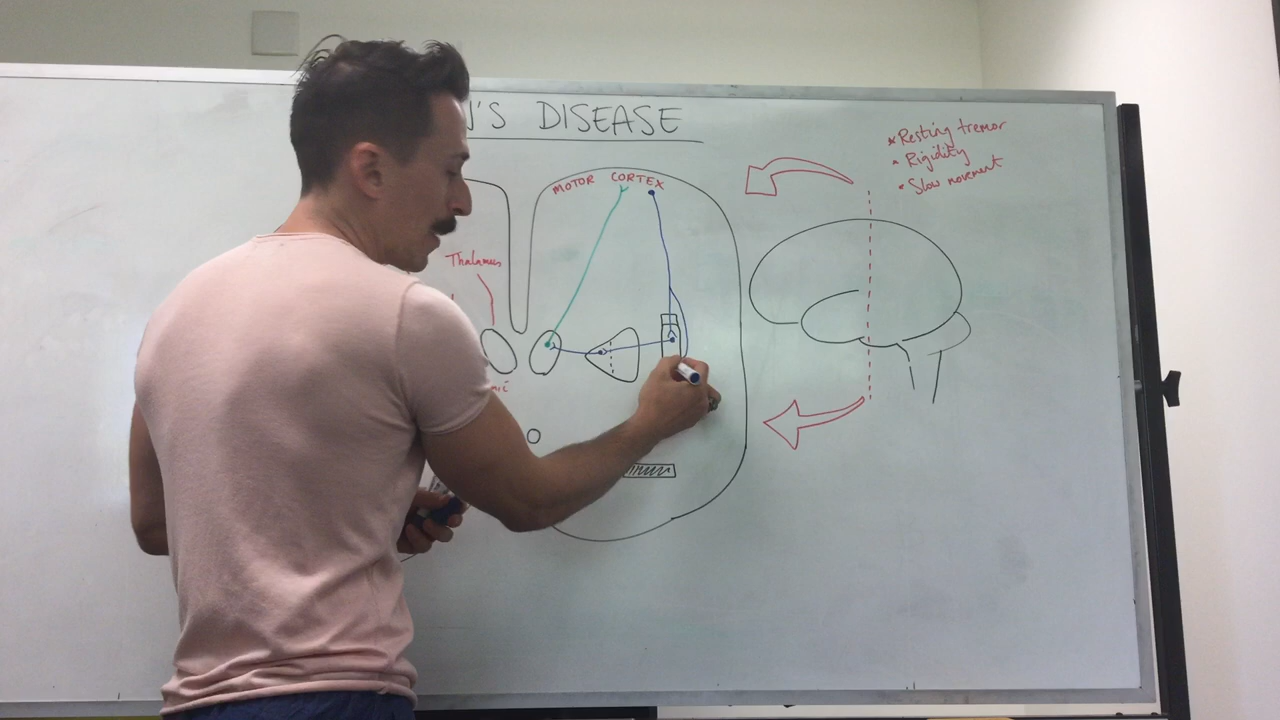 'S DISEASE
* Resting tremor
• Rigidity
• Slow movement
MOTOR CORTEX
Thalamus